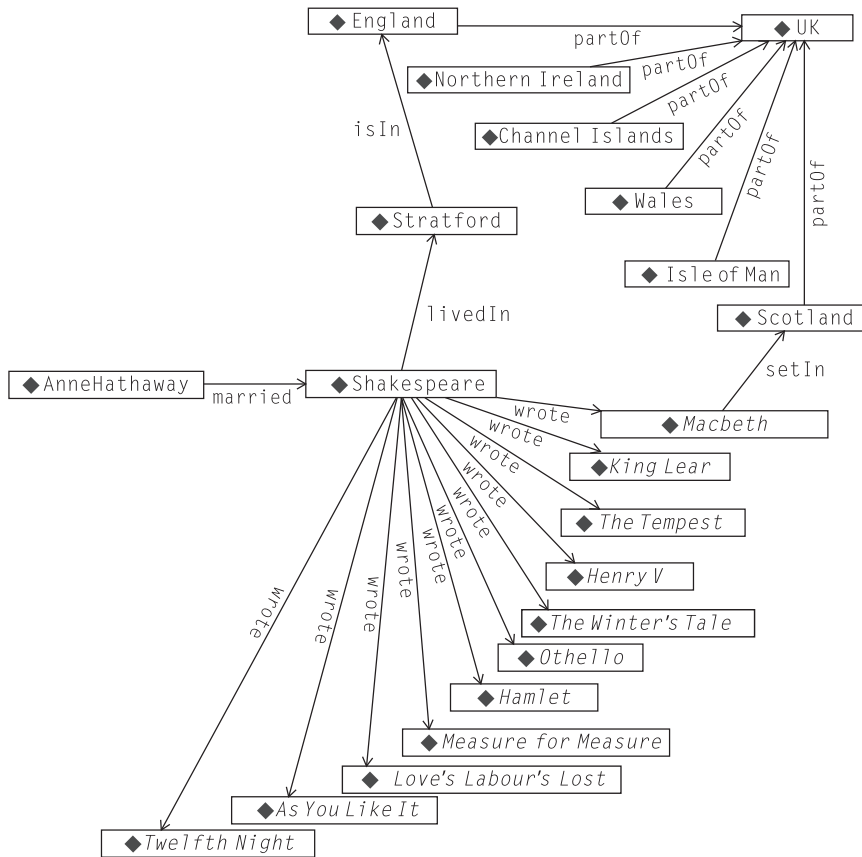 England
UK
partOf
Northern Ireland
partOf
Channel Islands
partOf
isIn
Wales
partOf
Stratford
Isle of Man
partOf
partOf
livedIn
Scotland
AnneHathaway
married
Shakespeare
setIn
wrote
Macbeth
wrote
King Lear
wrote
The Tempest
wrote
Henry V
wrote
The Winter's Tale
wrote
Othello
wrote
Hamlet
wrote
Measure for Measure
wrote
Love's Labour's Lost
wrote
As You Like It
wrote
Twelfth Night